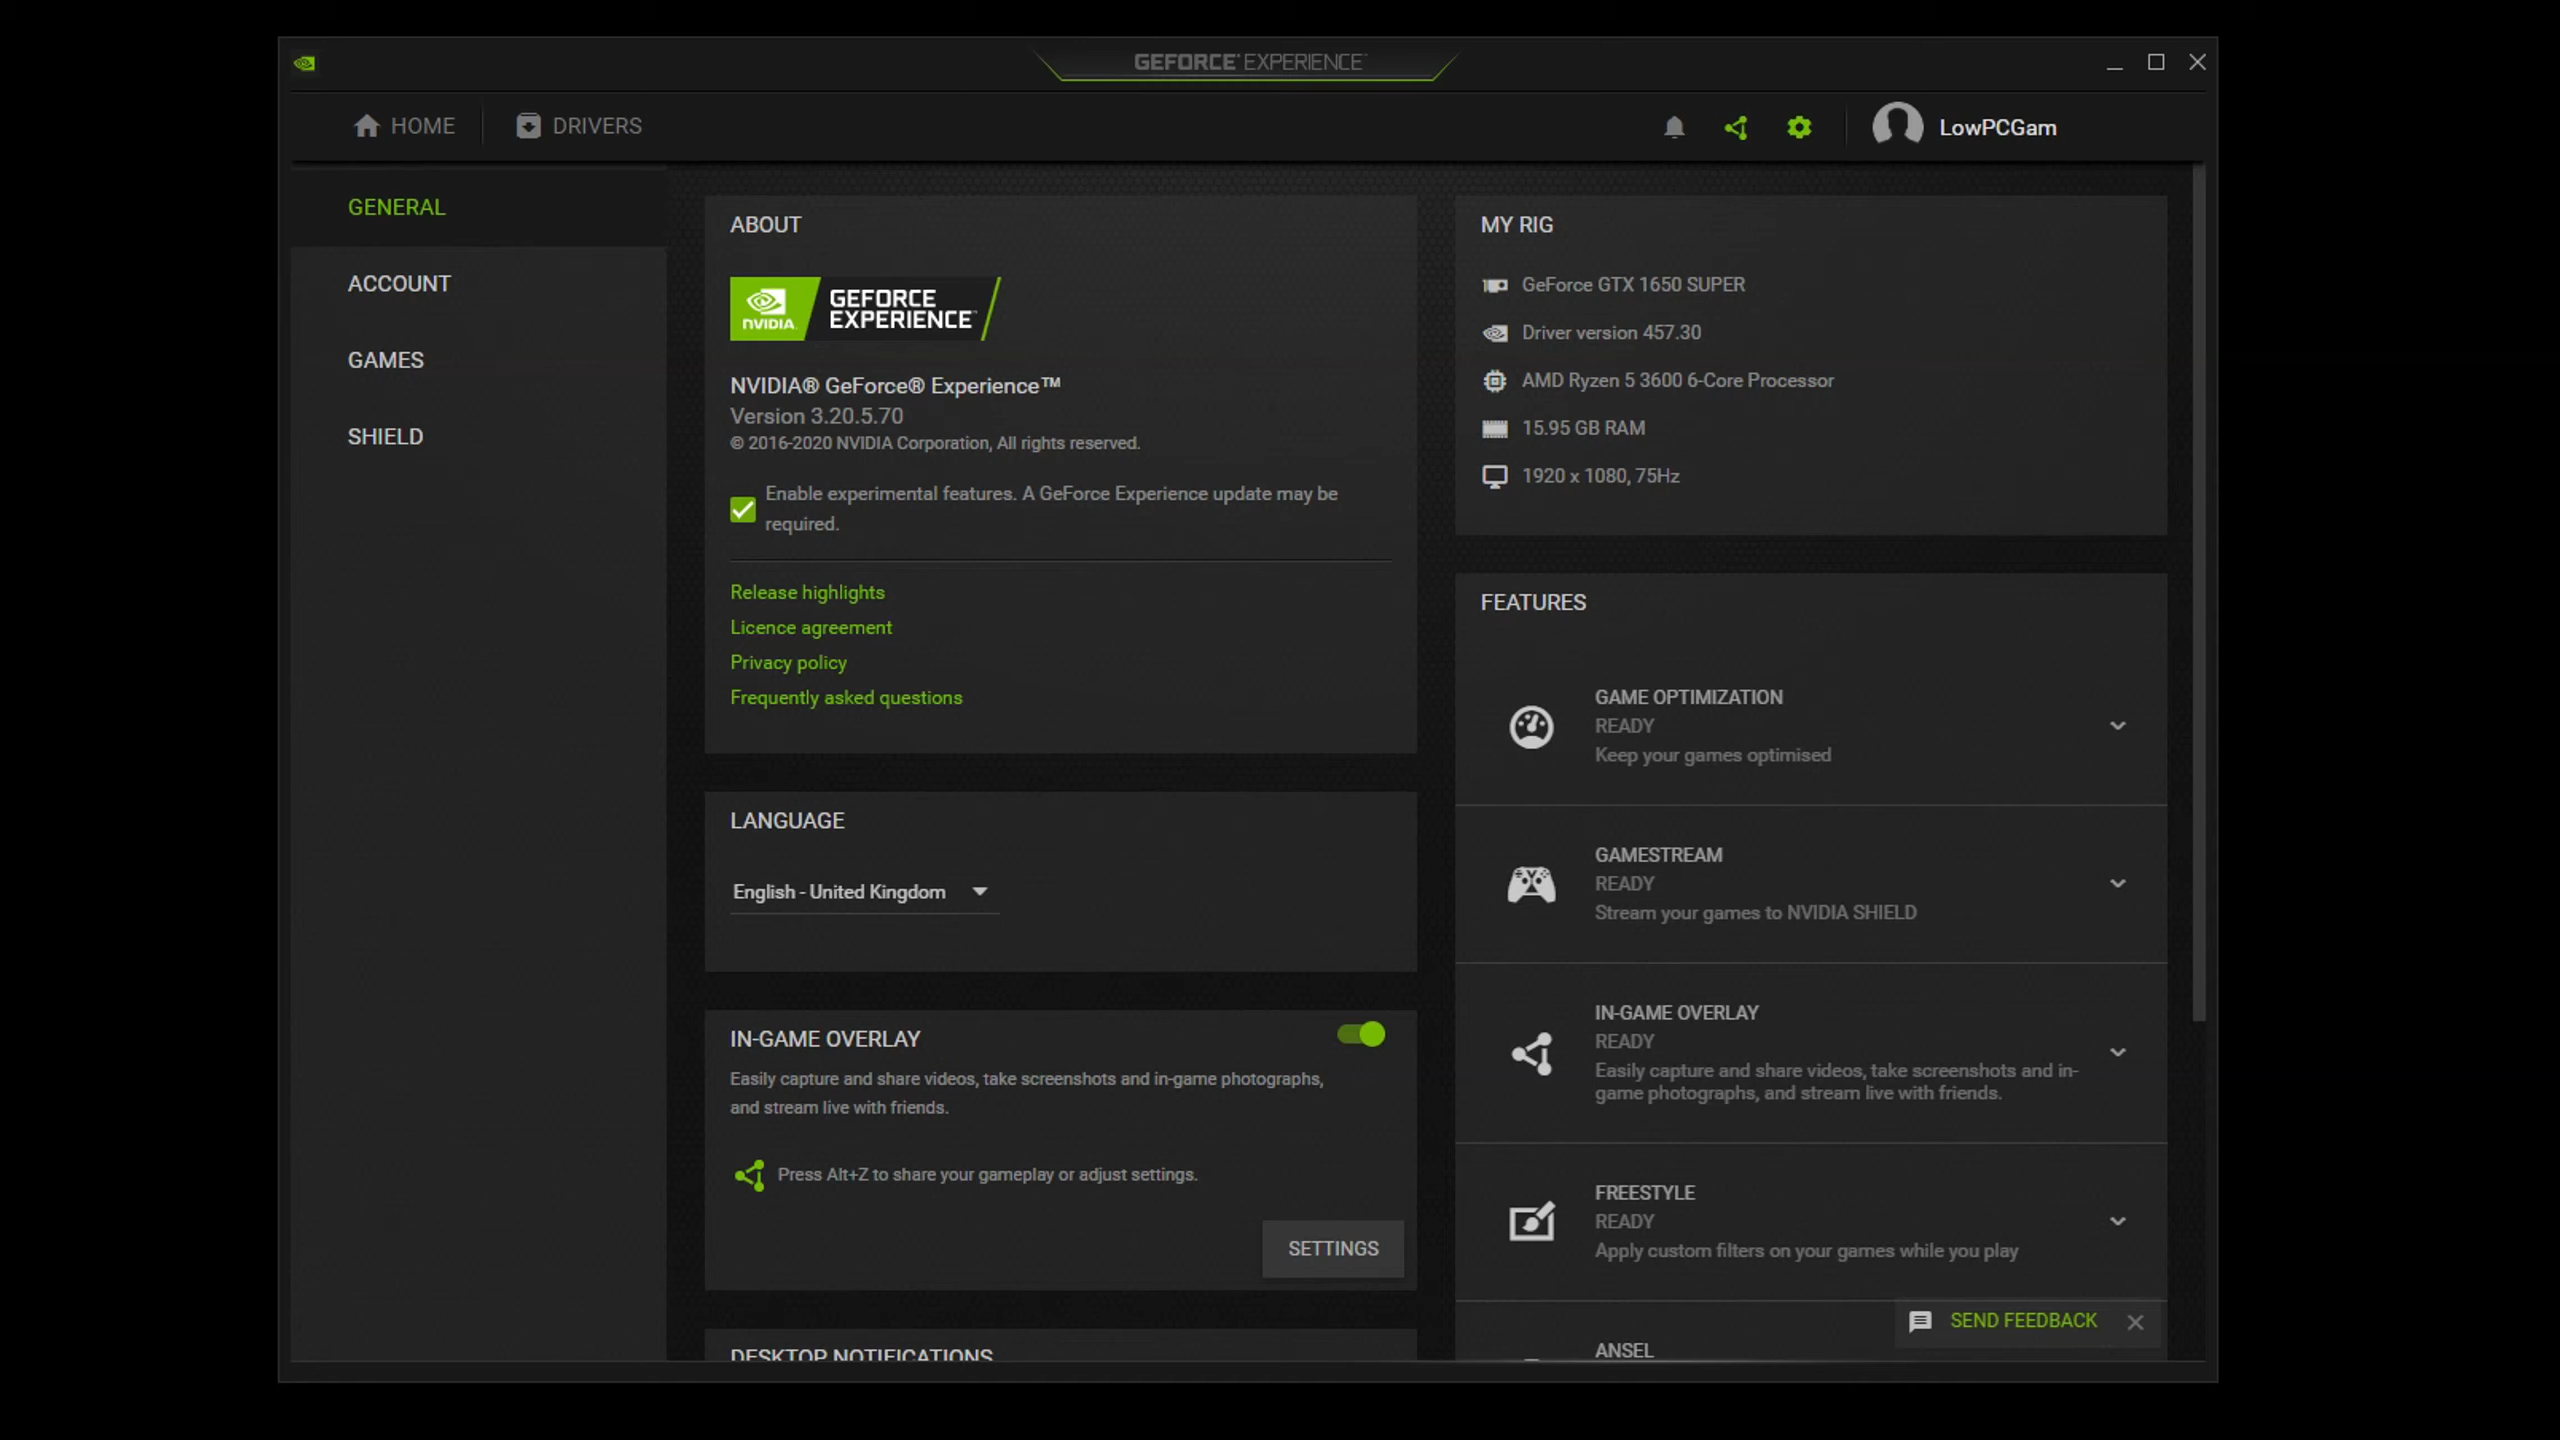 GEFORCE EXPERIENCE
HOME
DRIVERS
LowPCGam
GENERAL
ACCOUNT
GAMES
SHIELD
ABOUT
NVIDIA
GEFORCE
EXPERIENCE
NVIDIA® GeForce® Experience™
Version 3.20.5.70
© 2016-2020 NVIDIA Corporation, All rights reserved.
Enable experimental features. A GeForce Experience update may be
required.
Release highlights
Licence agreement
Privacy policy
Frequently asked questions
LANGUAGE
English - United Kingdom
IN-GAME OVERLAY
Easily capture and share videos, take screenshots and in-game photographs,
and stream live with friends.
Press Alt+Z to share your gameplay or adjust settings.
SETTINGS
DESKTOP NOTIFICATIONS
MY RIG
GeForce GTX 1650 SUPER
Driver version 457.30
AMD Ryzen 5 3600 6-Core Processor
15.95 GB RAM
1920 x 1080, 75Hz
FEATURES
GAME OPTIMIZATION
READY
Keep your games optimised
GAMESTREAM
READY
Stream your games to NVIDIA SHIELD
IN-GAME OVERLAY
READY
Easily capture and share videos, take screenshots and in-
game photographs, and stream live with friends.
FREESTYLE
READY
Apply custom filters on your games while you play
ANSEL
SEND FEEDBACK